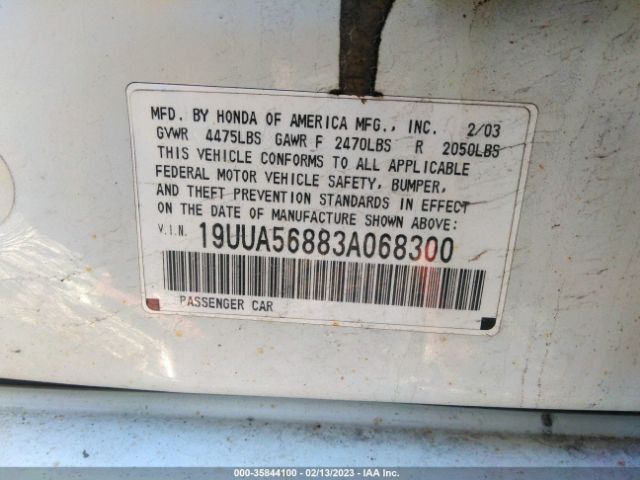 MFD. BY HONDA OF AMERICA MFG., INC. 2/03
GVWR 4475LBS GAWR F 2470LBS R 2050LBS
THIS VEHICLE CONFORMS TO ALL APPLICABLE
FEDERAL MOTOR VEHICLE SAFETY, BUMPER,
AND THEFT PREVENTION STANDARDS IN EFFECT
ON THE DATE OF MANUFACTURE SHOWN ABOVE:
V.I.N. 19UUA56883A068300
PASSENGER CAR
000-35844100 - 02/13/2023 - IAA Inc.